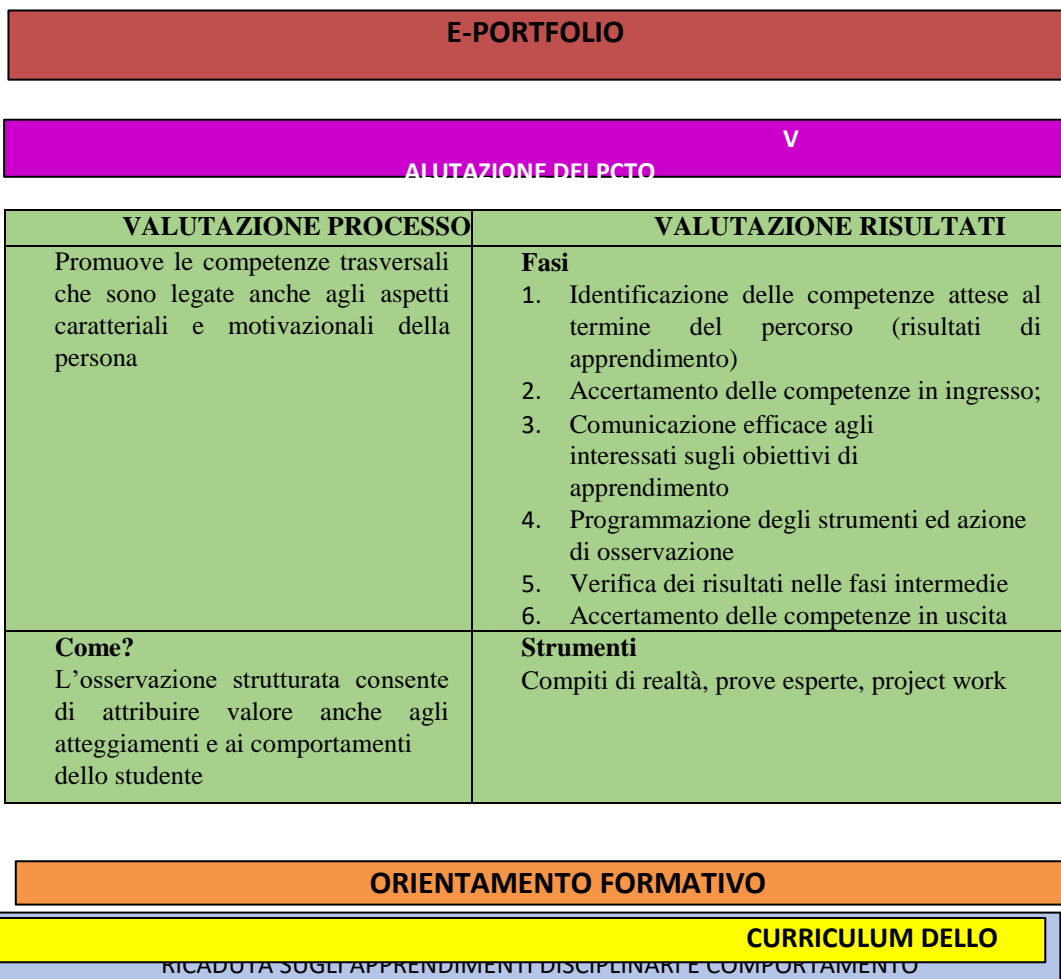 E-PORTFOLIO
V
ALUTAZIONE DEI PCTO
VALUTAZIONE PROCESSO
Promuove le competenze trasversali
che sono legate anche agli aspetti
caratteriali e motivazionali della
persona
VALUTAZIONE RISULTATI
Fasi
1. Identificazione delle competenze attese al
termine del percorso (risultati di
apprendimento)
2. Accertamento delle competenze in ingresso;
3. Comunicazione efficace agli
interessati sugli obiettivi di
apprendimento
4. Programmazione degli strumenti ed azione
di osservazione
5. Verifica dei risultati nelle fasi intermedie
6. Accertamento delle competenze in uscita
Come?
L’osservazione strutturata consente
di attribuire valore anche agli
atteggiamenti e ai comportamenti
dello studente
Strumenti
Compiti di realtà, prove esperte, project work
ORIENTAMENTO FORMATIVO
CURRICULUM DELLO
RICADUTA SUGLI APPRENDIMENTI DISCIPLINARI E COMPORTAMENTO